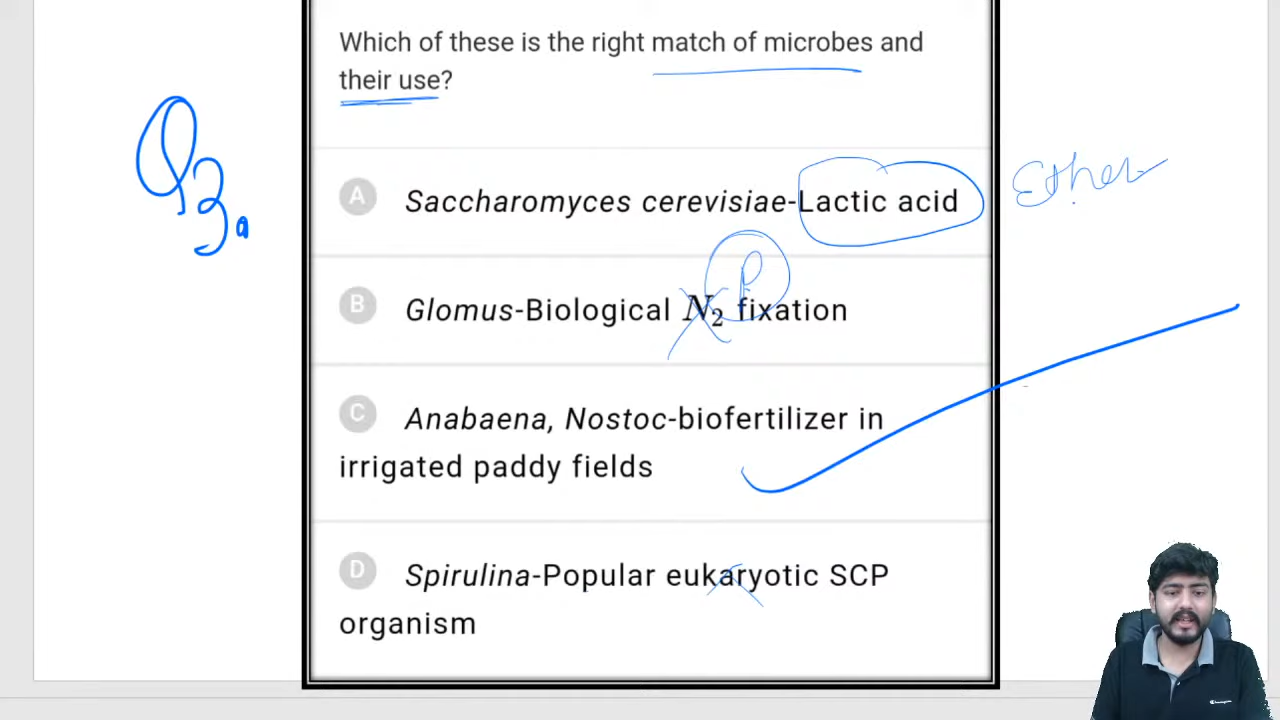 Which of these is the right match of microbes and
their use?
Q3.
A Saccharomyces cerevisiae-Lactic acid
P
B Glomus-Biological N₂ fixation
C Anabaena, Nostoc-biofertilizer in
irrigated paddy fields
D Spirulina-Popular eukaryotic SCP
organism